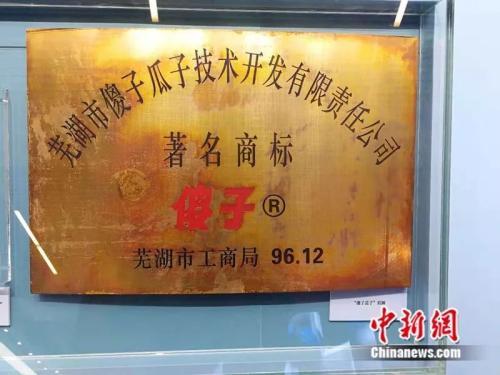 芜湖市傻子瓜子技术开发有限责任公司
著名商标
傻子®
芜湖市工商局 96.12
中新网
Chinanews.com